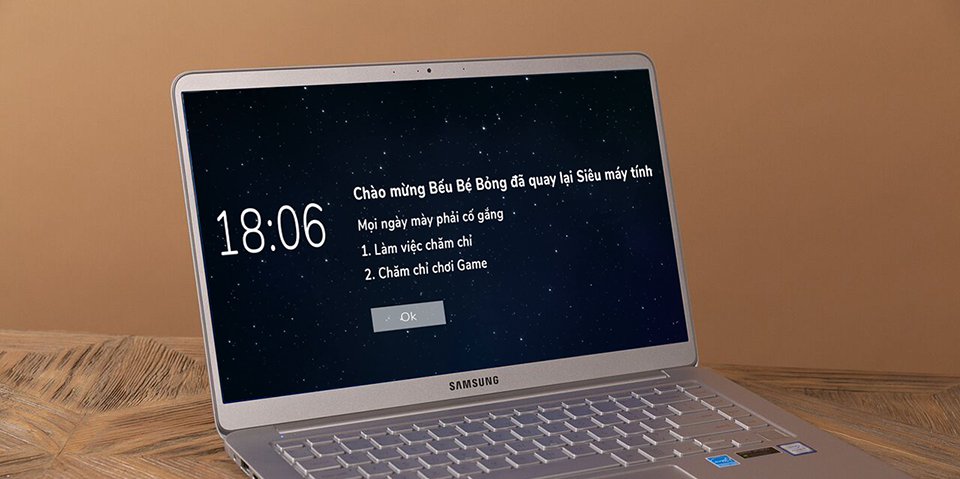 Chào mừng Bếu Bé Bỏng đã quay lại Siêu máy tính
18:06
Mọi ngày mày phải cố gắng
1. Làm việc chăm chỉ
2. Chăm chỉ chơi Game
Ok
SAMSUNG